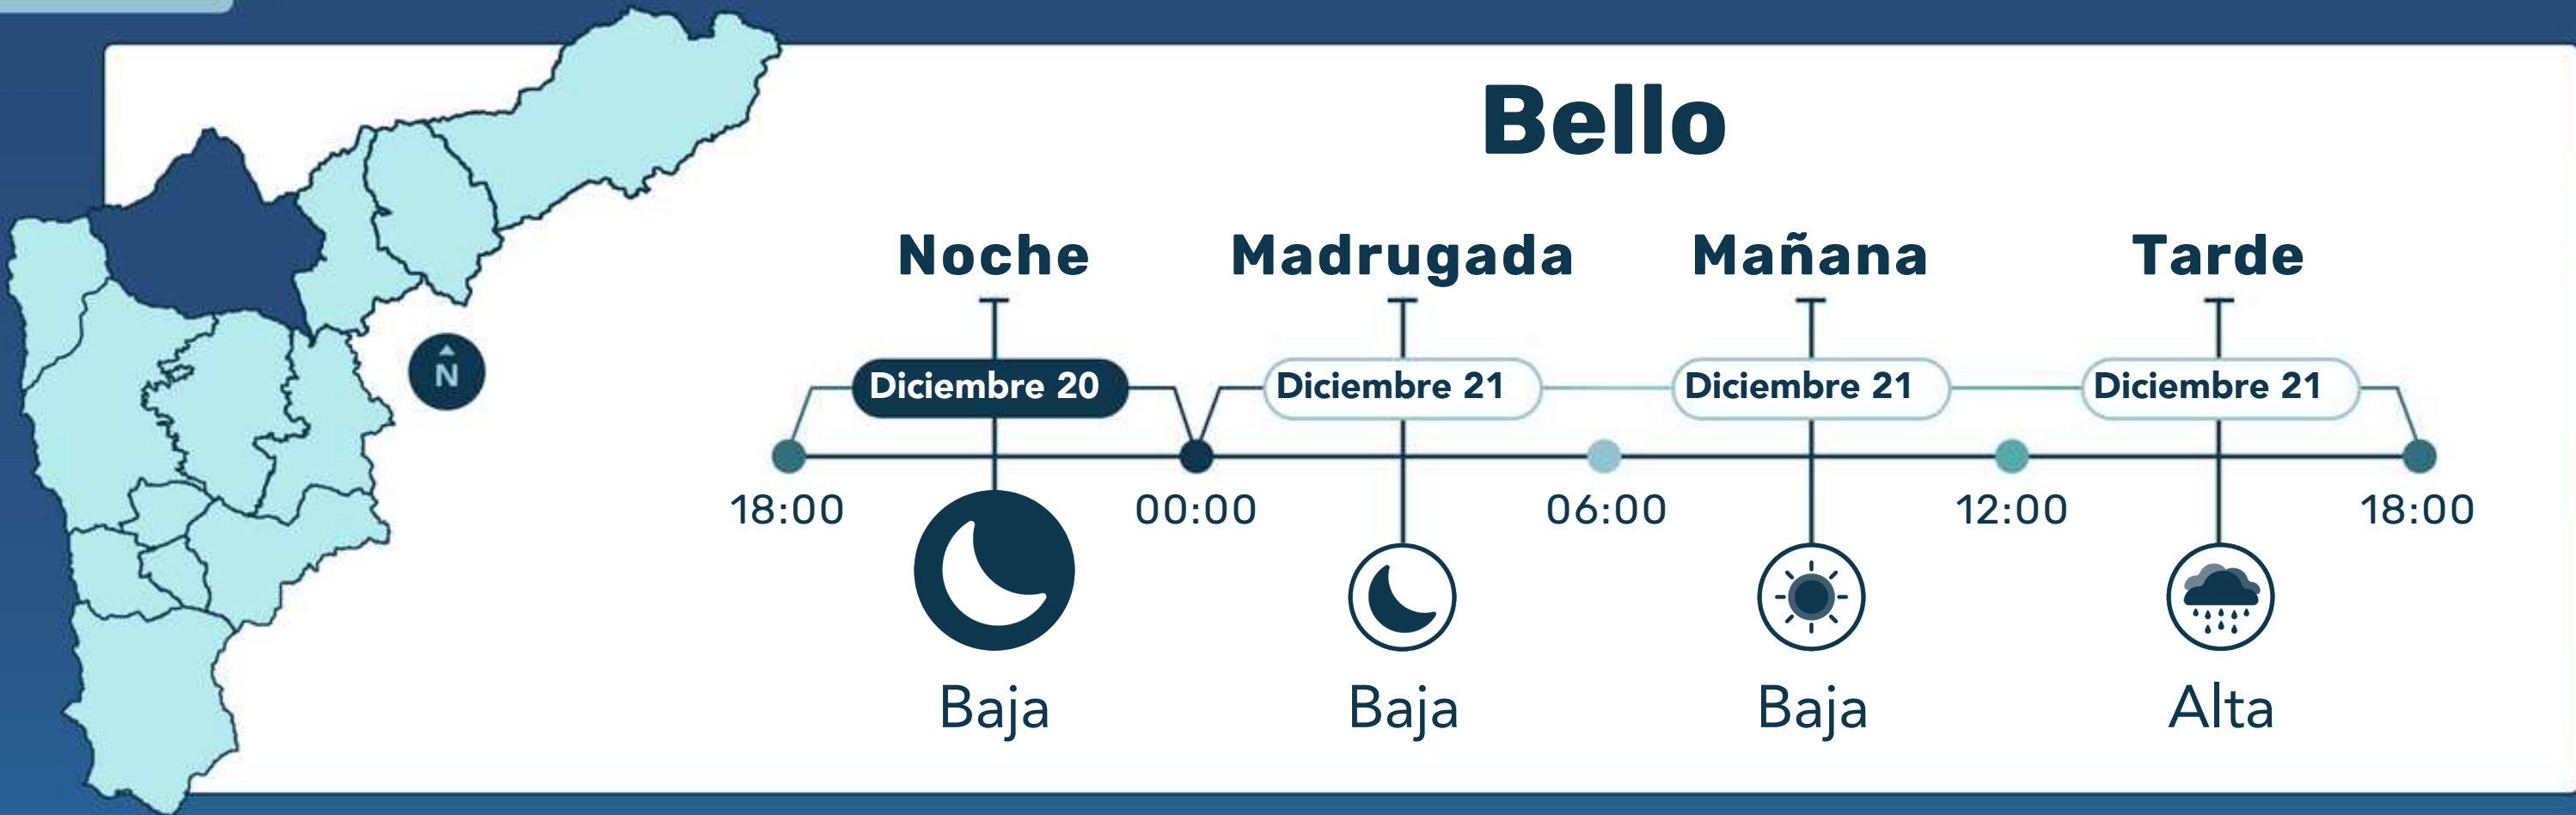 Bello
Noche Madrugada Mañana Tarde
Diciembre 20 Diciembre 21 Diciembre 21 Diciembre 21
N
18:00 00:00 06:00 12:00 18:00
Baja Baja Baja Alta